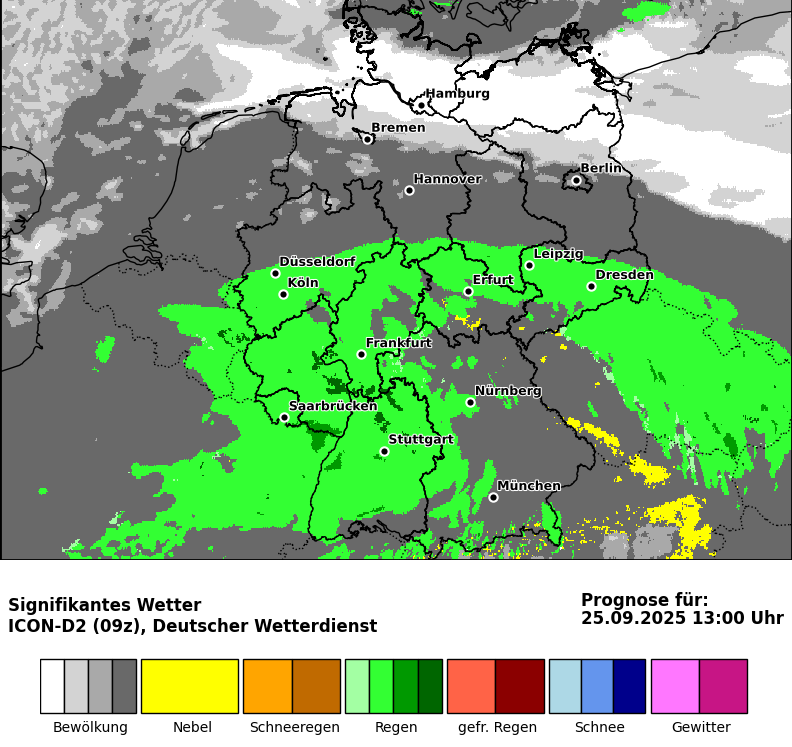 Hamburg
Bremen
Berlin
Hannover
Leipzig
Düsseldorf
Dresden
Erfurt
Köln
Frankfurt
Nürnberg
Saarbrücken
Stuttgart
München
Signifikantes Wetter
ICON-D2 (09z), Deutscher Wetterdienst
Prognose für:
25.09.2025 13:00 Uhr
Bewölkung
Nebel
Schneeregen
Regen
gefr. Regen
Schnee
Gewitter